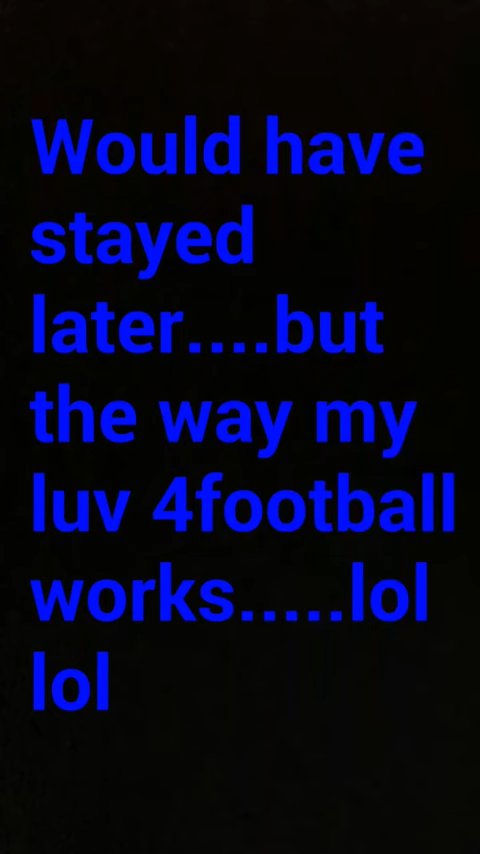 Would have
stayed
later....but
the way my
luv 4football
works.....lol
lol